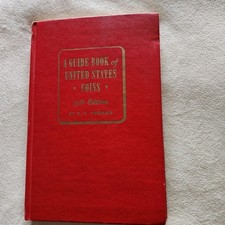 A GUIDE BOOK of
UNITED STATES
• COINS •
Edition